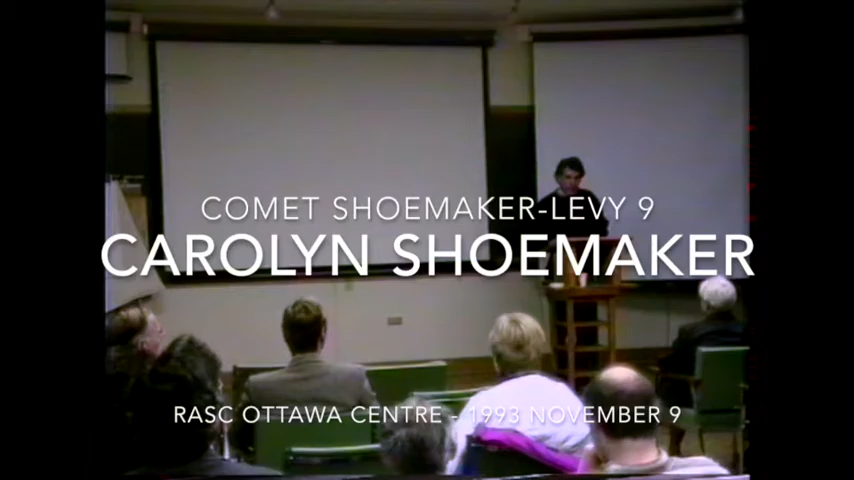 COMET SHOEMAKER-LEVY 9
CAROLYN SHOEMAKER
RASC OTTAWA CENTRE - 1993 NOVEMBER 9